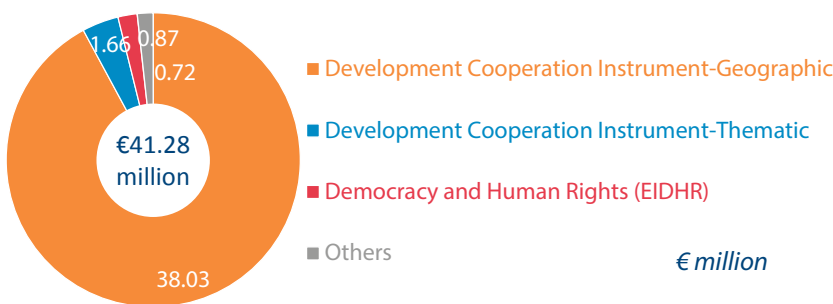 1.66
0.87
0.72
€41.28
million
38.03
Development Cooperation Instrument-Geographic
Development Cooperation Instrument-Thematic
Democracy and Human Rights (EIDHR)
Others
€ million